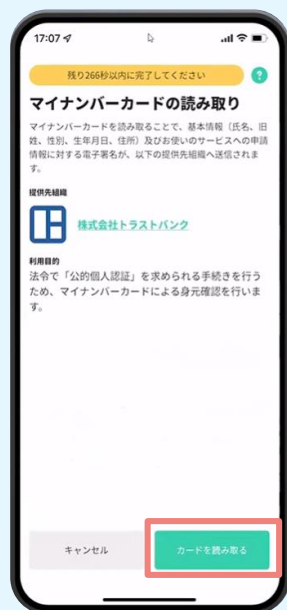 17:07
残り266秒以内に完了してください
?
マイナンバーカードの読み取り
マイナンバーカードを読み取ることで、基本情報（氏名、旧
姓、性別、生年月日、住所）及びお使いのサービスへの申請
情報に対する電子署名が、以下の提供先組織へ送信されま
す。
提供先組織
株式会社トラストバンク
利用目的
法令で「公的個人認証」を求められる手続きを行う
ため、マイナンバーカードによる身元確認を行いま
す。
キャンセル
カードを読み取る